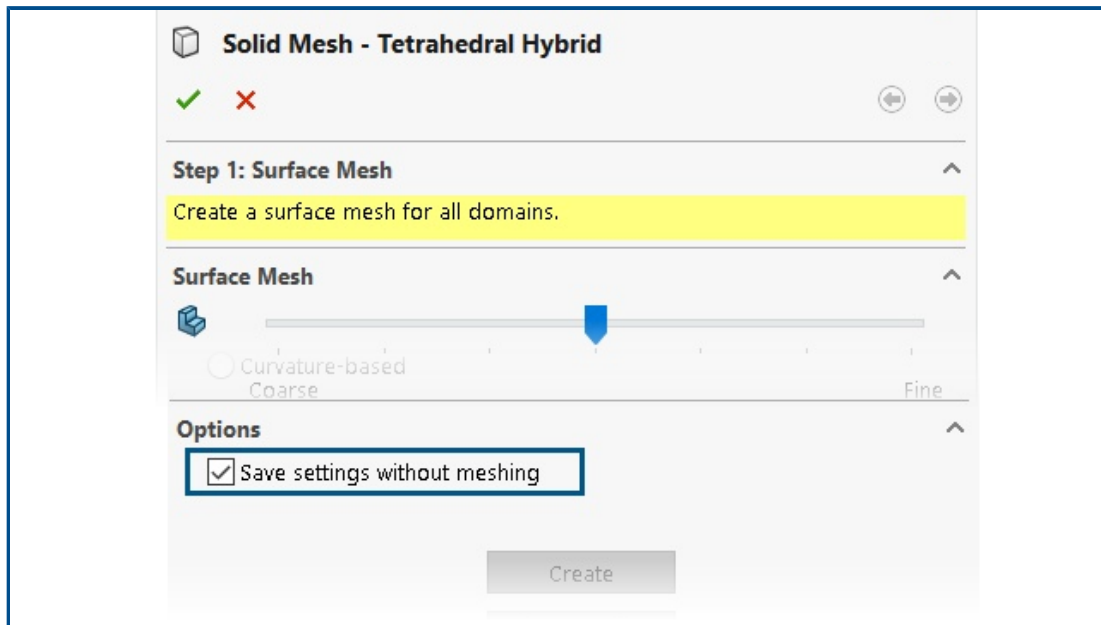 Solid Mesh - Tetrahedral Hybrid
Step 1: Surface Mesh
Create a surface mesh for all domains.
Surface Mesh
Curvature-based
Coarse Fine
Options
Save settings without meshing
Create